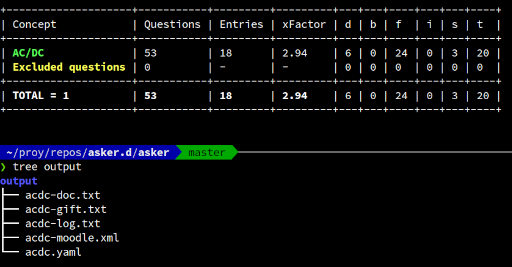 +--------------------+-----------+---------+---------+---+---+----+---+---+----+
| Concept            | Questions | Entries | xFactor | d | b | f  | i | s | t  |
+--------------------+-----------+---------+---------+---+---+----+---+---+----+
| AC/DC              | 53        | 18      | 2.94    | 6 | 0 | 24 | 0 | 3 | 20 |
| Excluded questions | 0         | -       | -       | 0 | 0 | 0  | 0 | 0 | 0  |
+--------------------+-----------+---------+---------+---+---+----+---+---+----+
| TOTAL = 1          | 53        | 18      | 2.94    | 6 | 0 | 24 | 0 | 3 | 20 |
+--------------------+-----------+---------+---------+---+---+----+---+---+----+
~/proy/repos/asker.d/asker master
❯ tree output
output
├── acdc-doc.txt
├── acdc-gift.txt
├── acdc-log.txt
├── acdc-moodle.xml
└── acdc.yaml